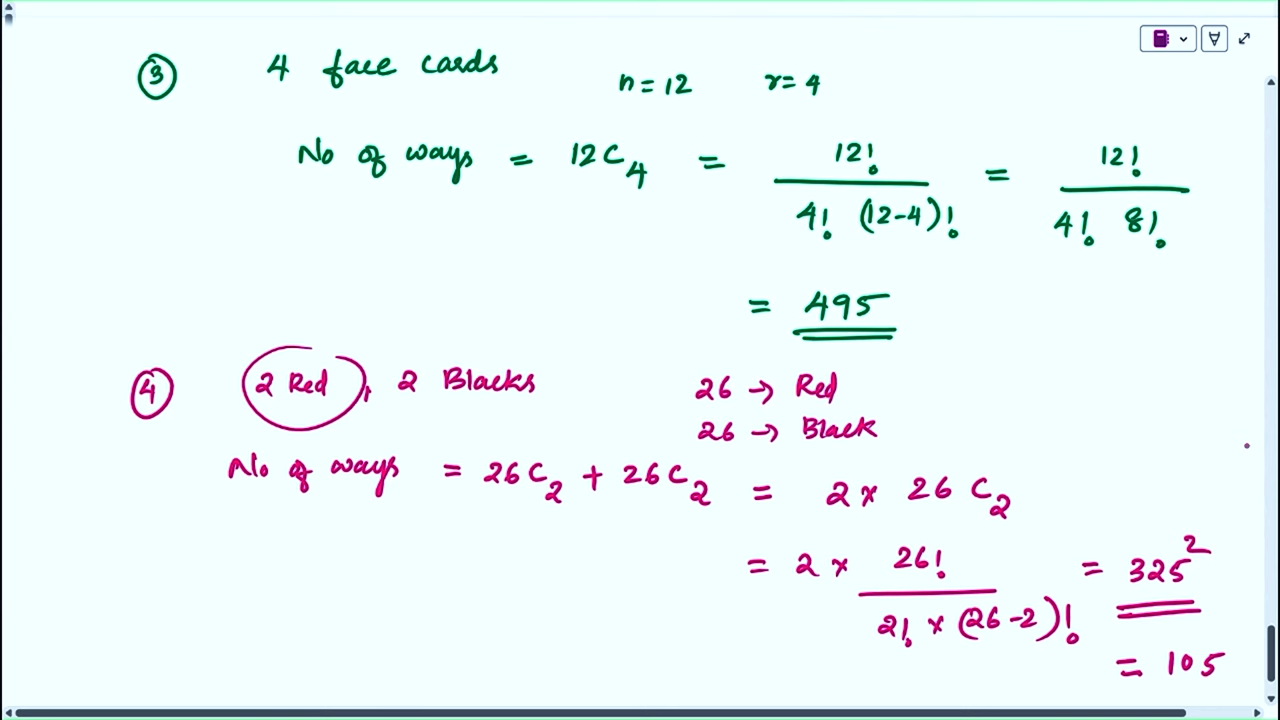 ③ 4 face cards n = 12 r = 4
No of ways = 12C4 = 12! / 4! (12-4)! = 12! / 4! 8!
= 495
④ 2 Red, 2 Blacks 26 → Red
26 → Black
No of ways = 26C2 + 26C2 = 2 × 26 C2
= 2 × 26! / 2! × (26-2)! = 325²
= 105